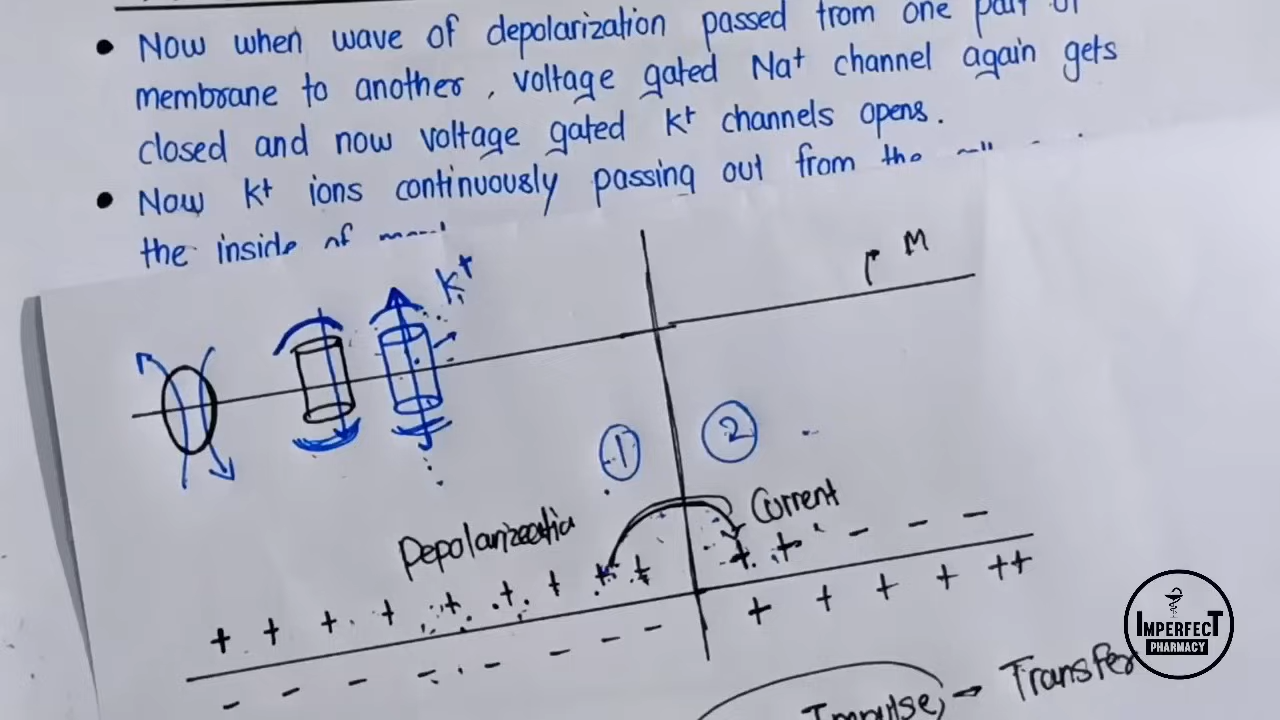 Now when wave of depolarization passed from one part of
membrane to another, voltage gated Na+ channel again gets
closed and now voltage gated K+ channels opens.
Now K+ ions continuously passing out from the
the inside of
K+
M
① ②
Depolarization
Current
+ + + + + + + + + + + - - -
- - - - - - - - + + + + ++
Impulse, → Transfer
IMPERFECT
PHARMACY